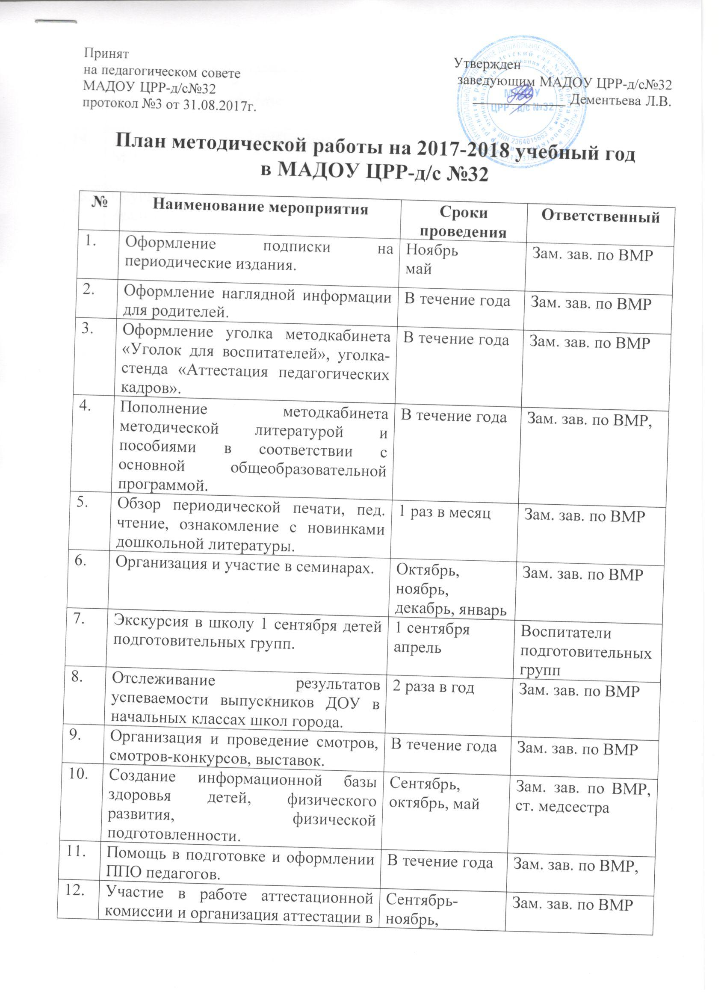 Принят
на педагогическом совете
МАДОУ ЦРР-д/с№32
протокол №3 от 31.08.2017г.
Утвержден
заведующим МАДОУ ЦРР-д/с№32
Дементьева Л.В.
МАДОУ
ЦРР - д/с №32
ИНН 2364015663
План методической работы на 2017-2018 учебный год
в МАДОУ ЦРР-д/с №32
№
Наименование мероприятия
Сроки
проведения
Ответственный
1.
Оформление подписки на
периодические издания.
Ноябрь
май
Зам. зав. по ВМР
2.
Оформление наглядной информации
для родителей.
В течение года
Зам. зав. по ВМР
3.
Оформление уголка методкабинета
«Уголок для воспитателей», уголка-
стенда «Аттестация педагогических
кадров».
В течение года
Зам. зав. по ВМР
4.
Пополнение методкабинета
методической литературой и
пособиями в соответствии с
основной общеобразовательной
программой.
В течение года
Зам. зав. по ВМР,
5.
Обзор периодической печати, пед.
чтение, ознакомление с новинками
дошкольной литературы.
1 раз в месяц
Зам. зав. по ВМР
6.
Организация и участие в семинарах.
Октябрь,
ноябрь,
декабрь, январь
Зам. зав. по ВМР
7.
Экскурсия в школу 1 сентября детей
подготовительных групп.
1 сентября
апрель
Воспитатели
подготовительных
групп
8.
Отслеживание результатов
успеваемости выпускников ДОУ в
начальных классах школ города.
2 раза в год
Зам. зав. по ВМР
9.
Организация и проведение смотров,
смотров-конкурсов, выставок.
В течение года
Зам. зав. по ВМР
10.
Создание информационной базы
здоровья детей, физического
развития, физической
подготовленности.
Сентябрь,
октябрь, май
Зам. зав. по ВМР,
ст. медсестра
11.
Помощь в подготовке и оформлении
ППО педагогов.
В течение года
Зам. зав. по ВМР,
12.
Участие в работе аттестационной
комиссии и организация аттестации в
Сентябрь-
ноябрь,
Зам. зав. по ВМР